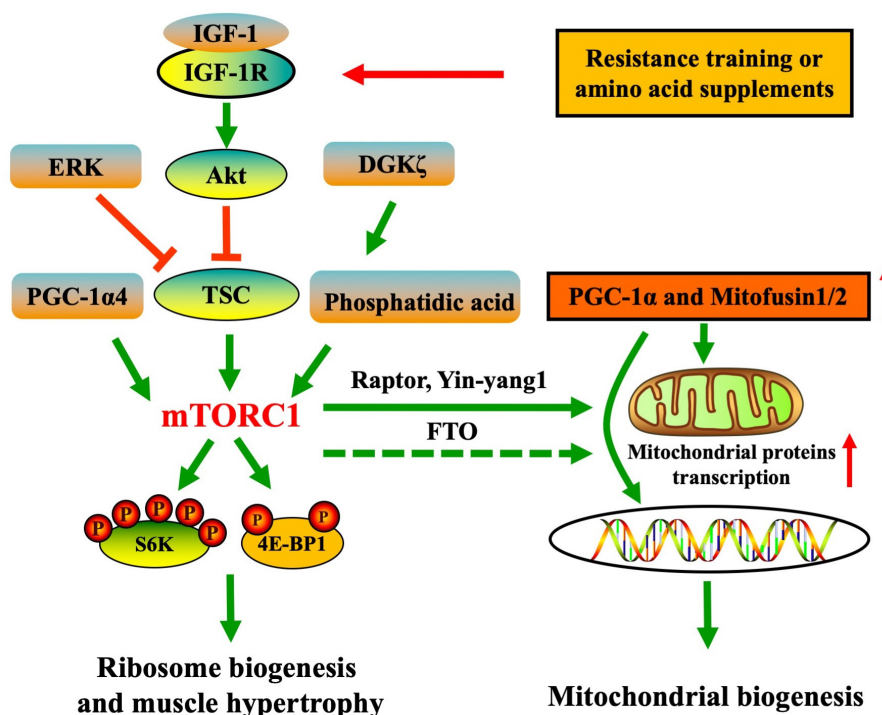 IGF-1
IGF-1R
Resistance training or
amino acid supplements
ERK
Akt
DGKζ
PGC-1α4
TSC
Phosphatidic acid
PGC-1α and Mitofusin1/2
Raptor, Yin-yang1
mTORC1
FTO
Mitochondrial proteins
transcription
P
P
P
P
P
S6K
P
P
4E-BP1
Ribosome biogenesis
and muscle hypertrophy
Mitochondrial biogenesis